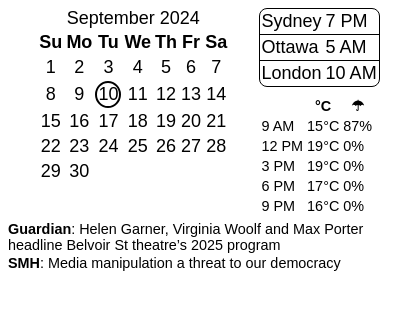 September 2024
Su Mo Tu We Th Fr Sa
1 2 3 4 5 6 7
8 9 10 11 12 13 14
15 16 17 18 19 20 21
22 23 24 25 26 27 28
29 30
Sydney 7 PM
Ottawa 5 AM
London 10 AM
°C ☂
9 AM 15°C 87%
12 PM 19°C 0%
3 PM 19°C 0%
6 PM 17°C 0%
9 PM 16°C 0%
Guardian: Helen Garner, Virginia Woolf and Max Porter
headline Belvoir St theatre’s 2025 program
SMH: Media manipulation a threat to our democracy